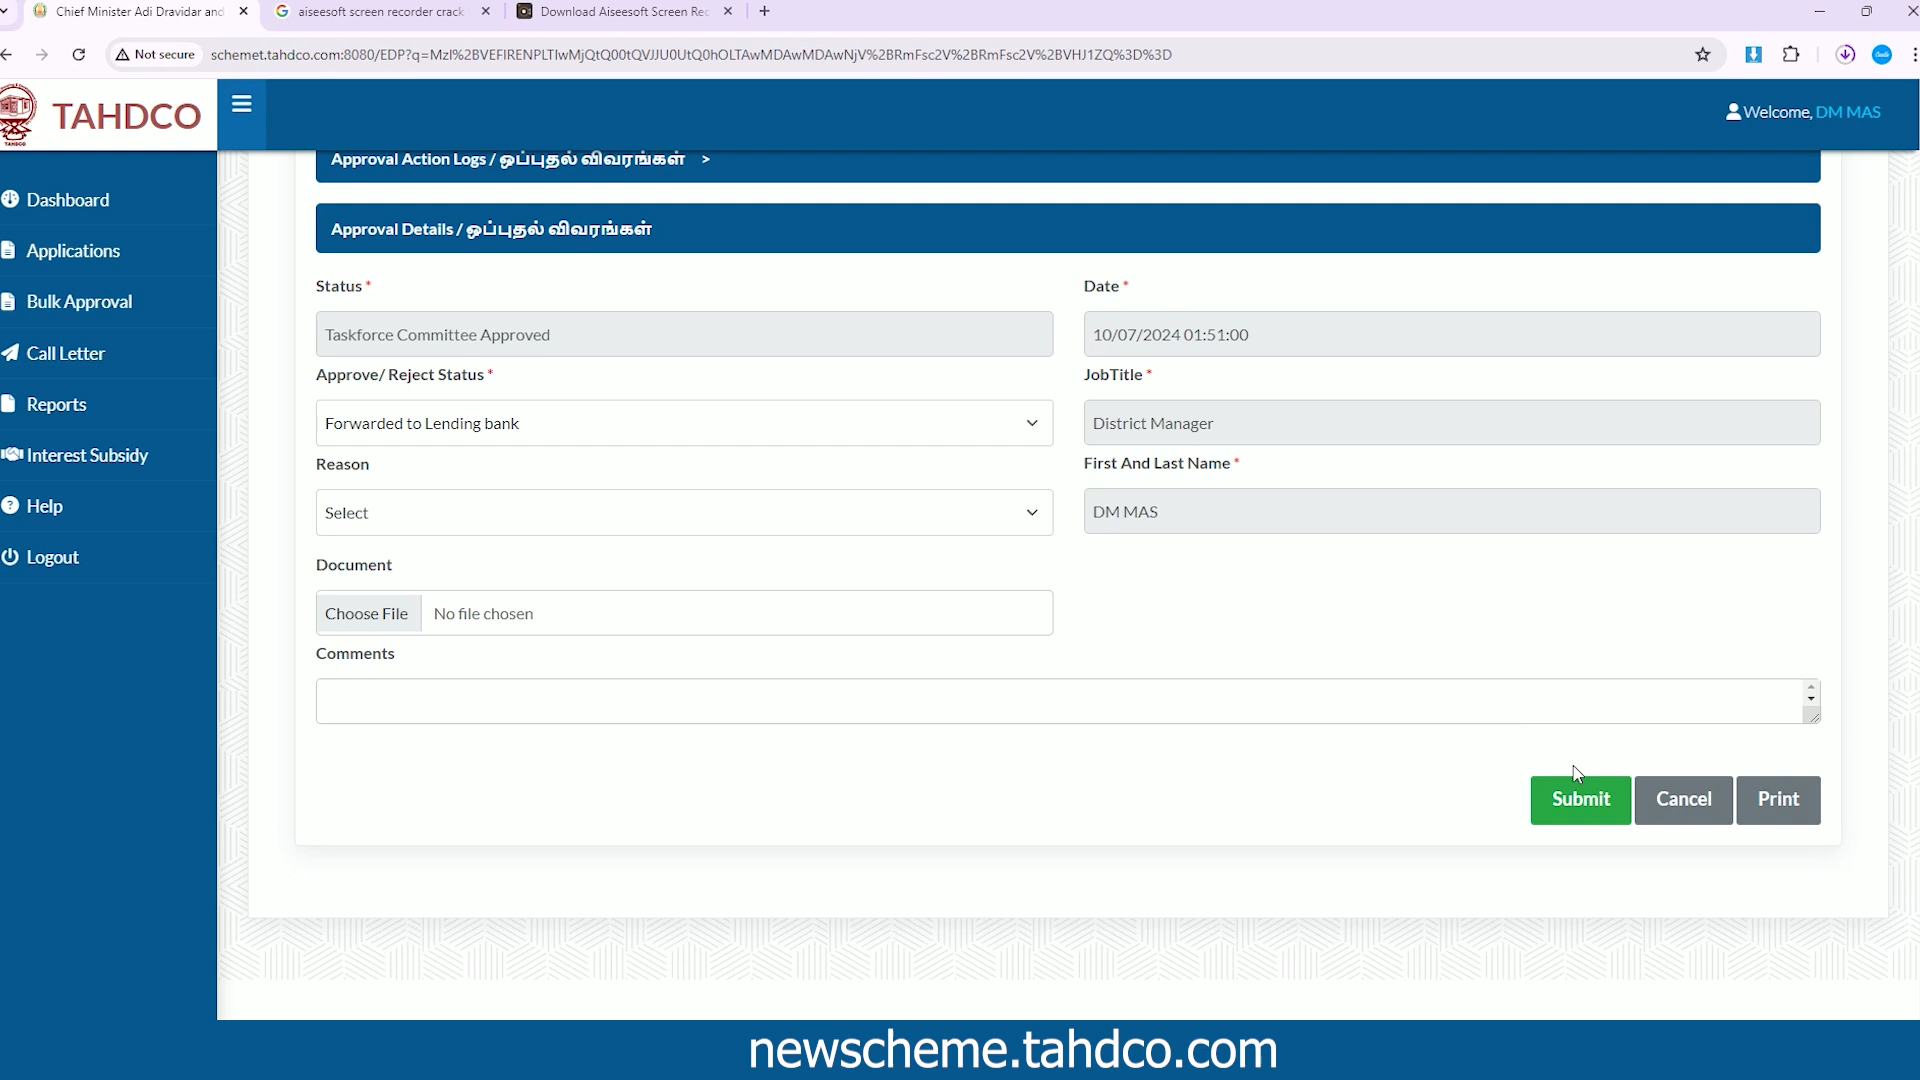 Chief Minister Adi Dravidar and
aiseesoft screen recorder crack
Download Aiseesoft Screen Rec
Not secure
schemet.tahdco.com:8080/EDP?q=MzI%2BVEFIRENPLTIwMjQtQ00tQVJJU0UtQ0hOLTAwMDAwMDAwNjV%2BRmFsc2V%2BRmFsc2V%2BVHJ1ZQ%3D%3D
TAHDCO
Welcome, DM MAS
Approval Action Logs / ஒப்புதல் விவரங்கள் >
Dashboard
Applications
Bulk Approval
Call Letter
Reports
Interest Subsidy
Help
Logout
Approval Details / ஒப்புதல் விவரங்கள்
Status *
Date *
Taskforce Committee Approved
10/07/2024 01:51:00
Approve/ Reject Status *
JobTitle *
Forwarded to Lending bank
District Manager
Reason
First And Last Name *
Select
DM MAS
Document
Choose File No file chosen
Comments
Submit
Cancel
Print
newscheme.tahdco.com